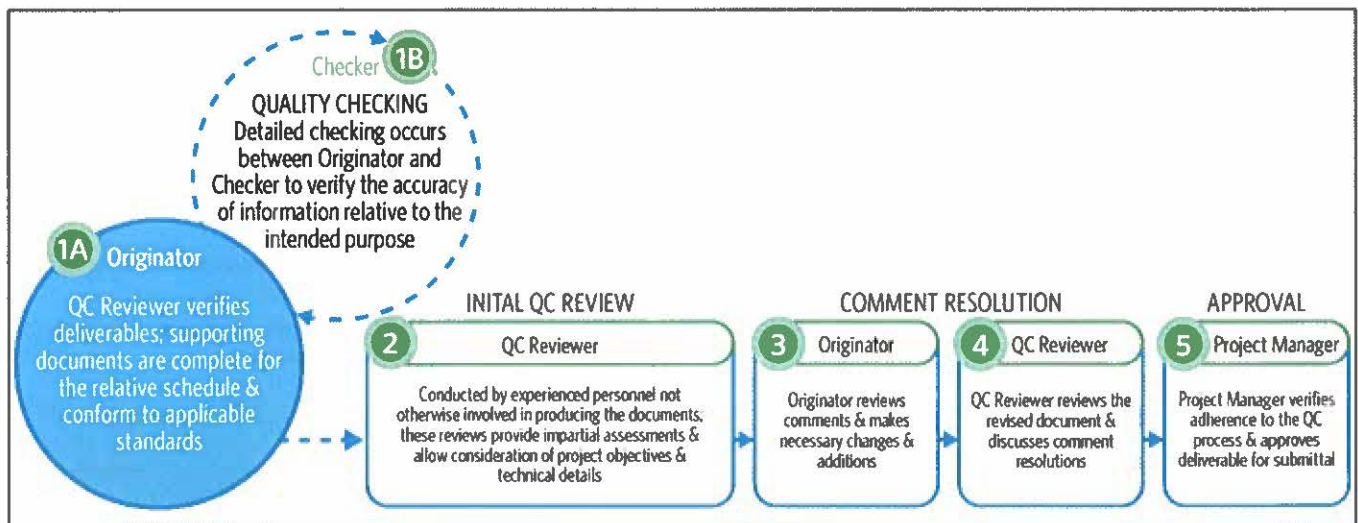 1B
Checker
QUALITY CHECKING
Detailed checking occurs
between Originator and
Checker to verify the accuracy
of information relative to the
intended purpose
1A
Originator
QC Reviewer verifies
deliverables; supporting
documents are complete for
the relative schedule &
conform to applicable
standards
INITAL QC REVIEW
2
QC Reviewer
Conducted by experienced personnel not
otherwise involved in producing the documents;
these reviews provide impartial assessments &
allow consideration of project objectives &
technical details
COMMENT RESOLUTION
3
Originator
Originator reviews
comments & makes
necessary changes &
additions
4
QC Reviewer
QC Reviewer reviews the
revised document &
discusses comment
resolutions
APPROVAL
5
Project Manager
Project Manager verifies
adherence to the QC
process & approves
deliverable for submittal